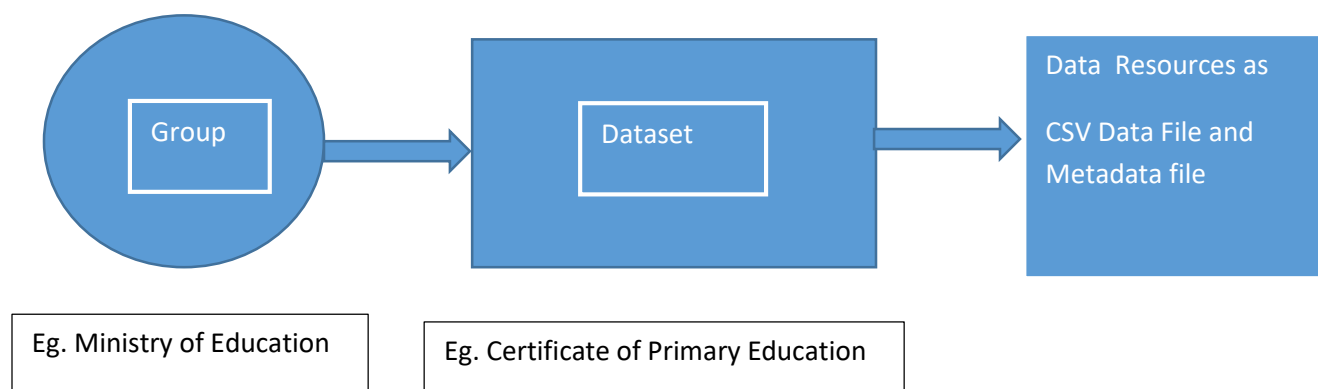 Group
Dataset
Data Resources as
CSV Data File and
Metadata file
Eg. Ministry of Education
Eg. Certificate of Primary Education